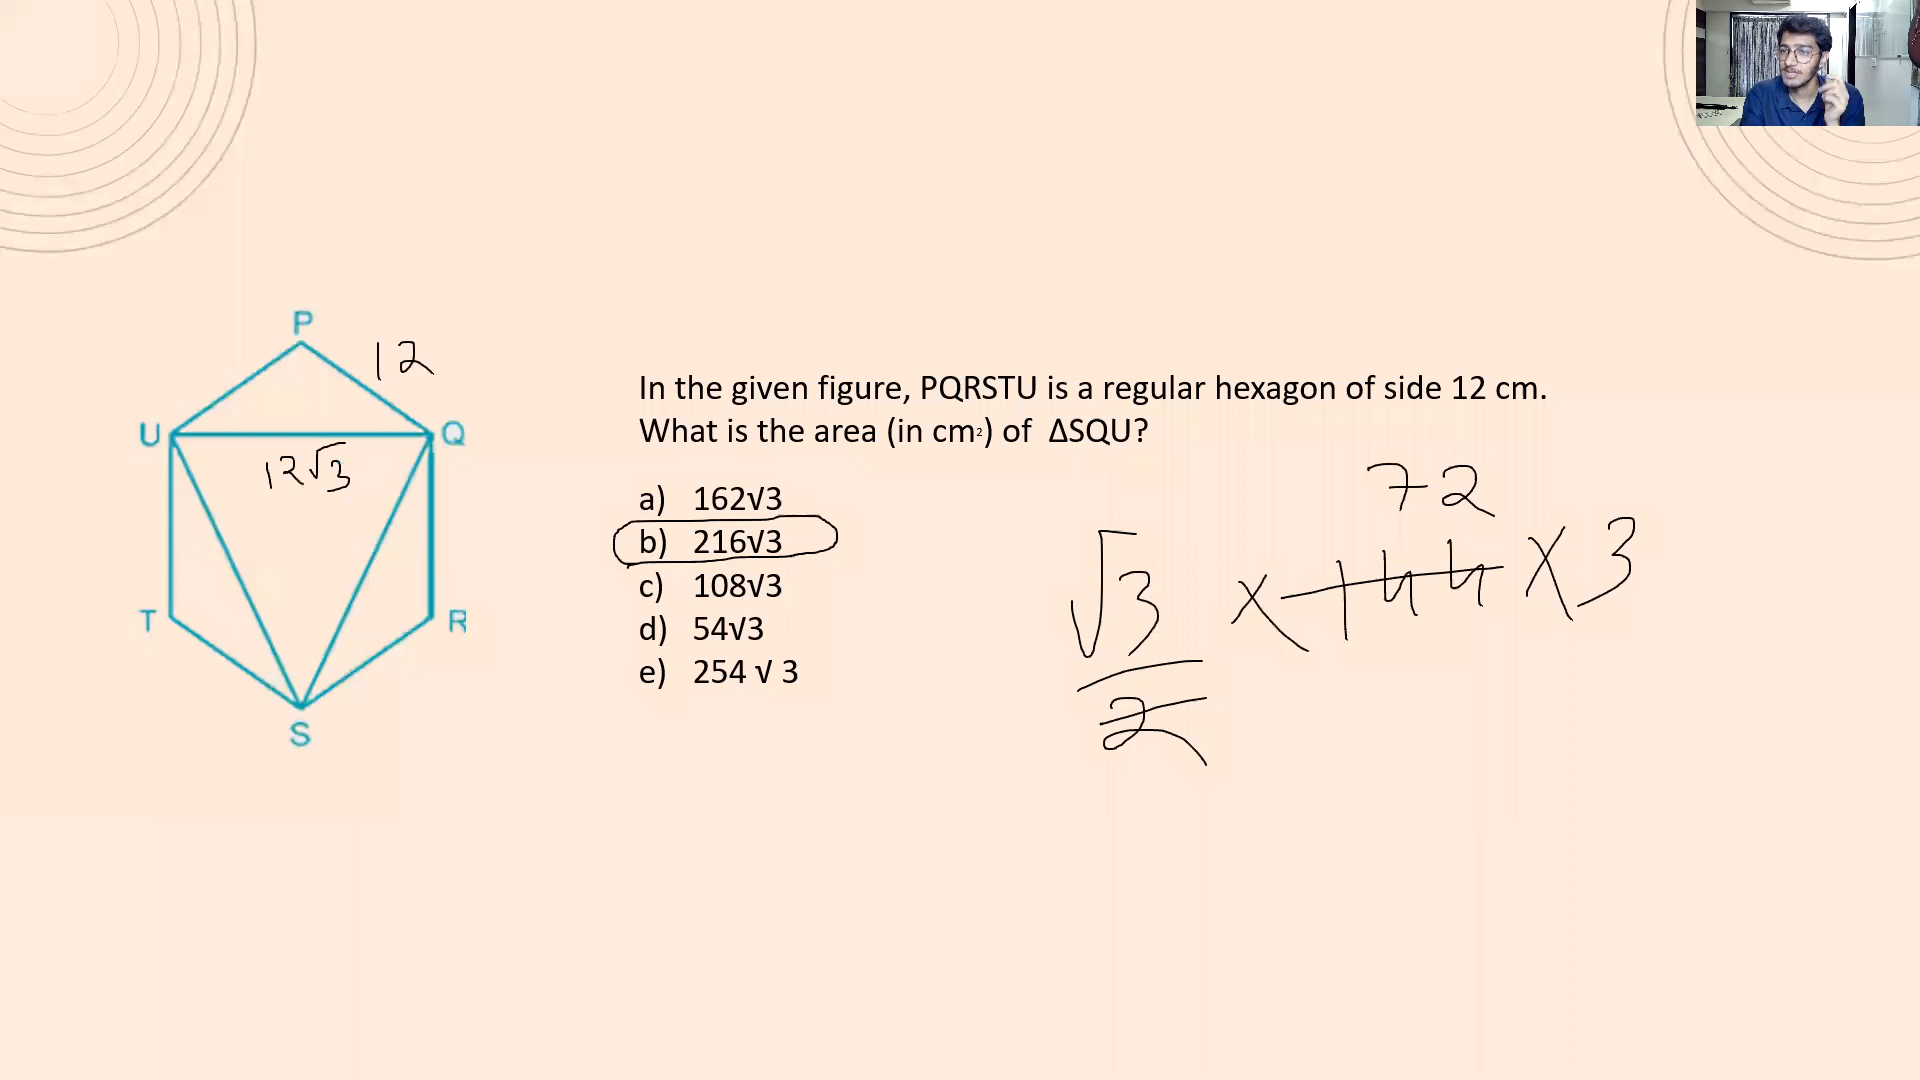 P
12
U
Q
12√3
T
R
S
In the given figure, PQRSTU is a regular hexagon of side 12 cm.
What is the area (in cm²) of ΔSQU?
a) 162√3
b) 216√3
c) 108√3
d) 54√3
e) 254 √ 3
72
√3 × 144 × 3
2